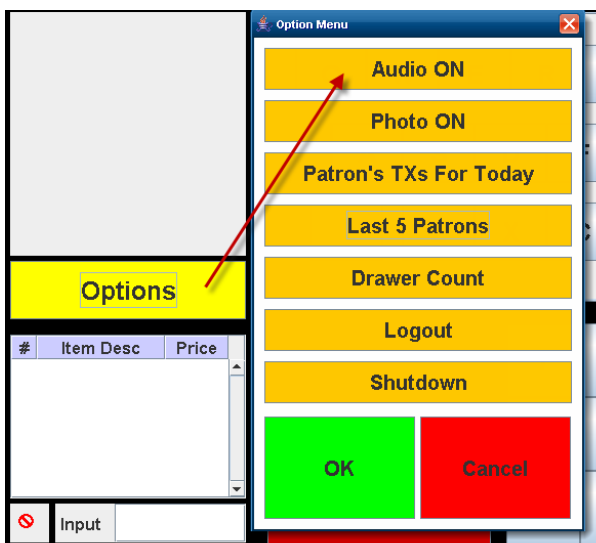 Option Menu
Audio ON
Photo ON
Patron's TXs For Today
Last 5 Patrons
Drawer Count
Logout
Shutdown
OK Cancel
Options
# Item Desc Price
Input